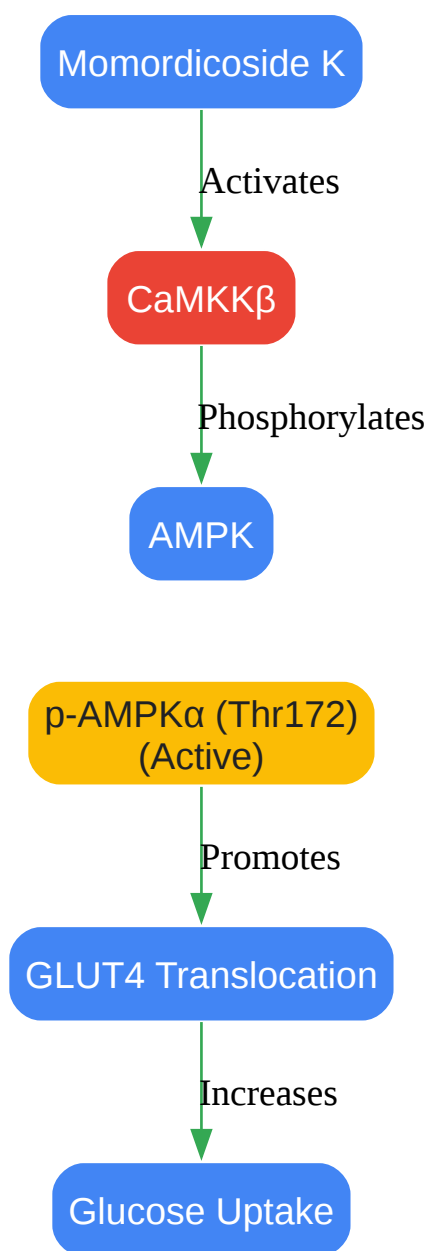 Momordicoside K
Activates
CaMKKβ
Phosphorylates
AMPK
p-AMPKα (Thr172)
(Active)
Promotes
GLUT4 Translocation
Increases
Glucose Uptake